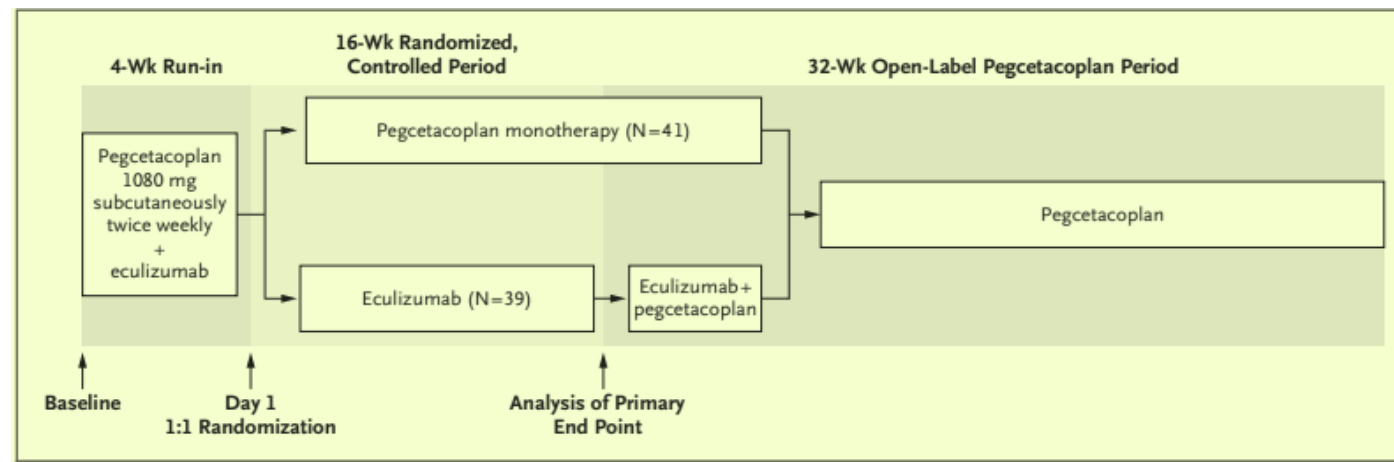 4-Wk Run-in
16-Wk Randomized,
Controlled Period
32-Wk Open-Label Pegcetacoplan Period
Pegcetacoplan
1080 mg
subcutaneously
twice weekly
+
eculizumab
Pegcetacoplan monotherapy (N=41)
Eculizumab (N=39)
Eculizumab+
pegcetacoplan
Pegcetacoplan
Baseline
Day 1
1:1 Randomization
Analysis of Primary
End Point